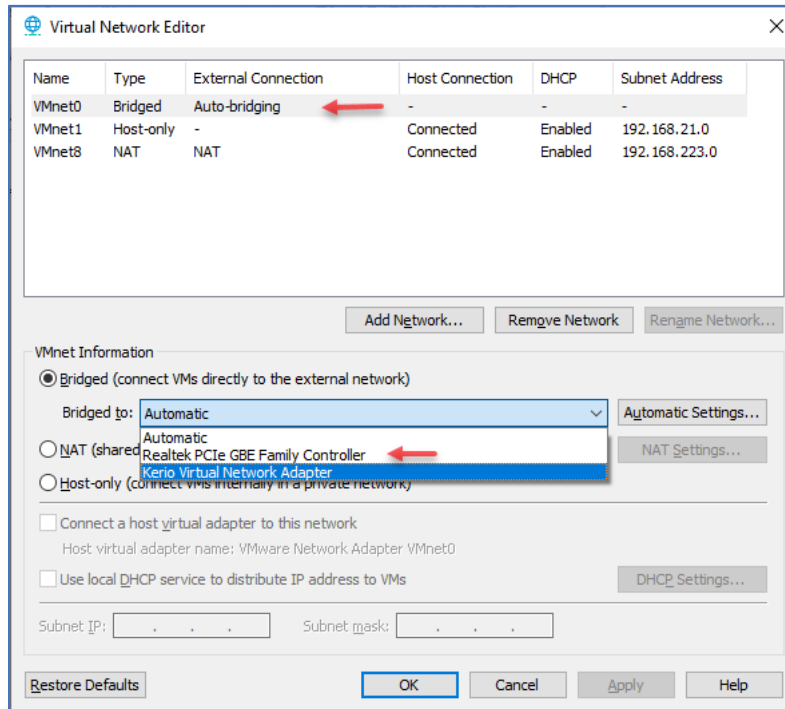 Virtual Network Editor
Name Type External Connection Host Connection DHCP Subnet Address
VMnet0 Bridged Auto-bridging - - -
VMnet1 Host-only - Connected Enabled 192.168.21.0
VMnet8 NAT NAT Connected Enabled 192.168.223.0
Add Network... Remove Network Rename Network...
VMnet Information
Bridged (connect VMs directly to the external network)
Bridged to: Automatic Automatic Settings...
Automatic
NAT (shared Realtek PCIe GBE Family Controller NAT Settings...
Kerio Virtual Network Adapter
Host-only (connect VMs internally in a private network)
Connect a host virtual adapter to this network
Host virtual adapter name: VMware Network Adapter VMnet0
Use local DHCP service to distribute IP address to VMs DHCP Settings...
Subnet IP: . . . Subnet mask: . . .
Restore Defaults OK Cancel Apply Help